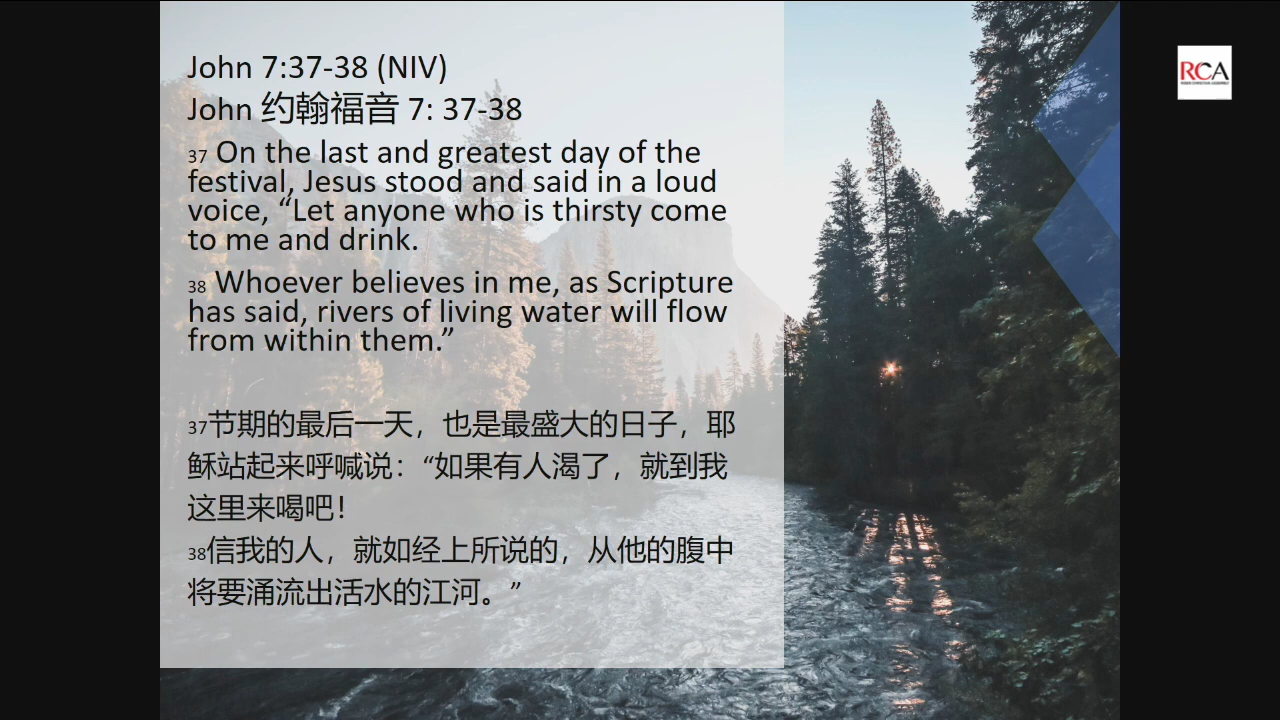 John 7:37-38 (NIV)
John 约翰福音 7: 37-38
37 On the last and greatest day of the
festival, Jesus stood and said in a loud
voice, “Let anyone who is thirsty come
to me and drink.
38 Whoever believes in me, as Scripture
has said, rivers of living water will flow
from within them.”
37节期的最后一天，也是最盛大的日子，耶
稣站起来呼喊说：“如果有人渴了，就到我
这里来喝吧！
38信我的人，就如经上所说的，从他的腹中
将要涌流出活水的江河。”
RCA